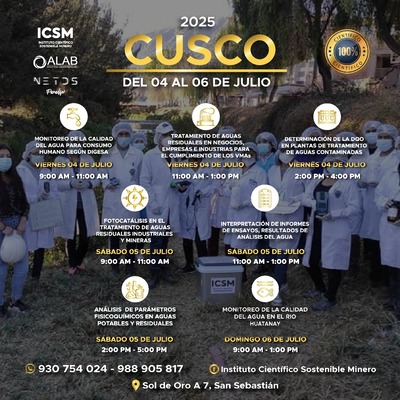 2025
ICSM
INSTITUTO CIENTÍFICO
SOSTENIBLE MINERO
ALAB
NETDS
CUSCO
DEL 04 AL 06 DE JULIO
CIENTÍFICO
100%
CIENTÍFICO
MONITOREO DE LA CALIDAD
DEL AGUA PARA CONSUMO
HUMANO SEGÚN DIGESA
VIERNES 04 DE JULIO
9:00 AM - 11:00 AM
TRATAMIENTO DE AGUAS
RESIDUALES EN NEGOCIOS,
EMPRESAS E INDUSTRIAS PARA
EL CUMPLIMIENTO DE LOS VMAs
VIERNES 04 DE JULIO
11:00 AM - 1:00 PM
DETERMINACIÓN DE LA DQO
EN PLANTAS DE TRATAMIENTO
DE AGUAS CONTAMINADAS
VIERNES 04 DE JULIO
2:00 PM - 4:00 PM
FOTOCATÁLISIS EN EL
TRATAMIENTO DE AGUAS
RESIDUALES INDUSTRIALES
Y MINERAS
SÁBADO 05 DE JULIO
9:00 AM - 11:00 AM
INTERPRETACIÓN DE INFORMES
DE ENSAYOS, RESULTADOS DE
ANÁLISIS DEL AGUA
SÁBADO 05 DE JULIO
11:00 AM - 1:00 PM
ICSM
ANÁLISIS DE PARÁMETROS
FISICOQUÍMICOS EN AGUAS
POTABLES Y RESIDUALES
SÁBADO 05 DE JULIO
2:00 PM - 5:00 PM
MONITOREO DE LA CALIDAD
DEL AGUA EN EL RÍO
HUATANAY
DOMINGO 06 DE JULIO
9:00 AM - 1:00 PM
930 754 024 - 988 905 817
Instituto Científico Sostenible Minero
Sol de Oro A 7, San Sebastián